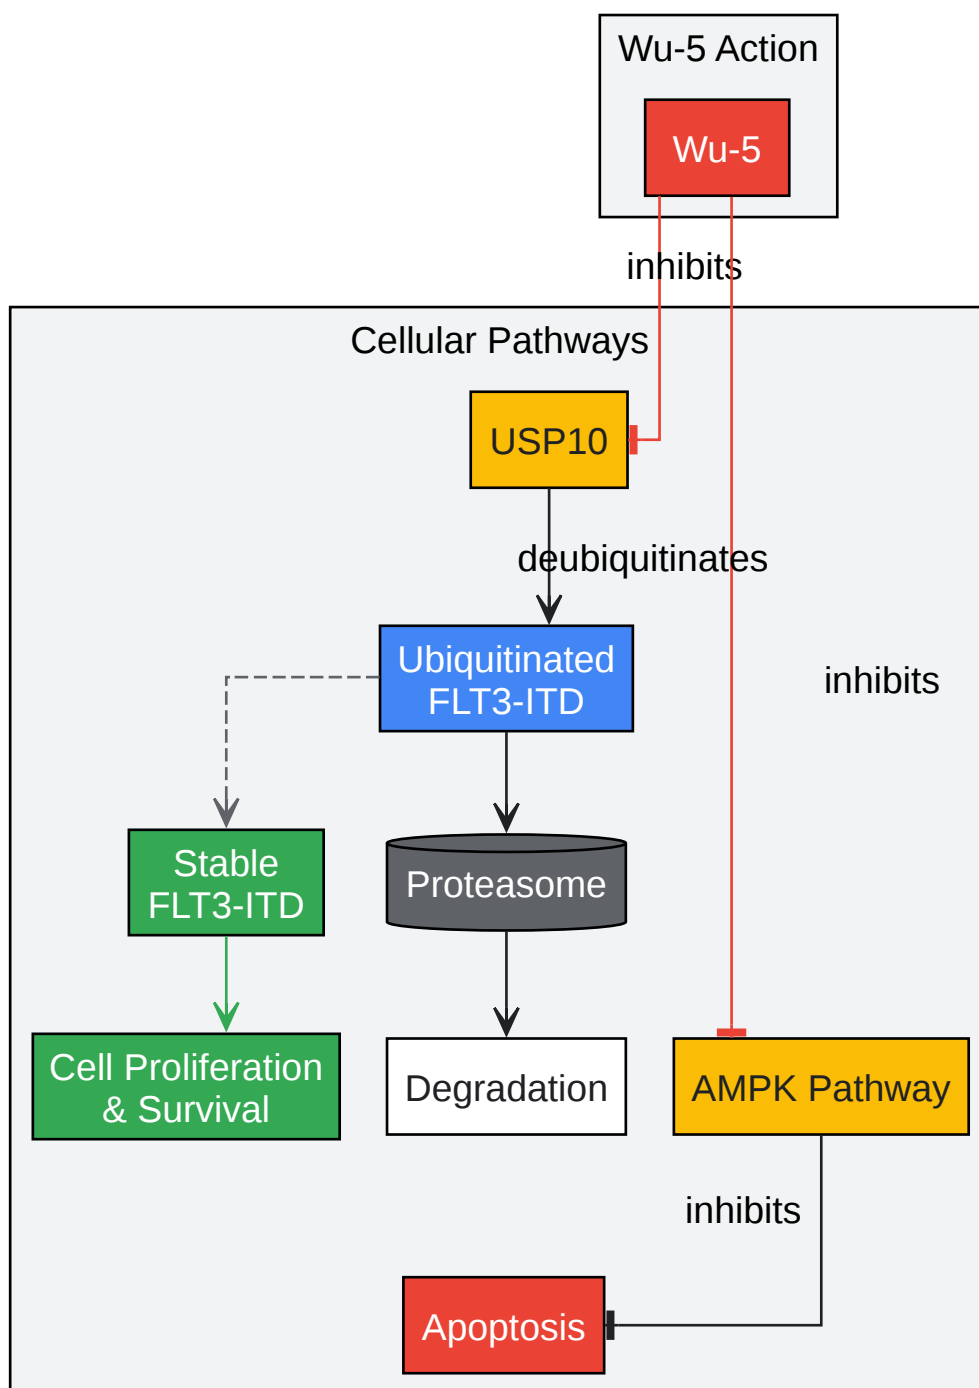 Wu-5 Action
Wu-5
inhibits
Cellular Pathways
USP10
deubiquitinates
Ubiquitinated
FLT3-ITD
inhibits
Stable
FLT3-ITD
Proteasome
Cell Proliferation
& Survival
Degradation
AMPK Pathway
inhibits
Apoptosis